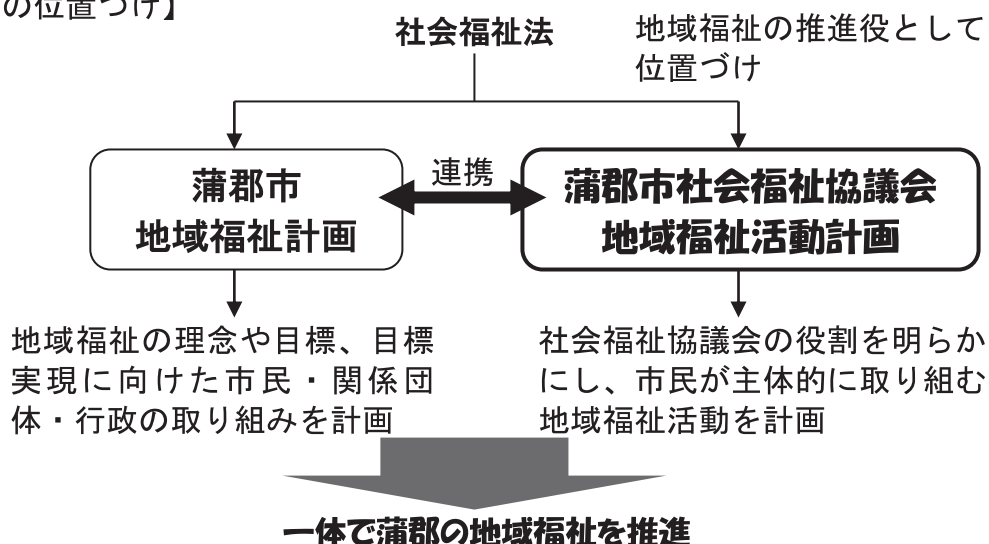 の位置づけ】
社会福祉法
地域福祉の推進役として
位置づけ
蒲郡市
地域福祉計画
連携
蒲郡市社会福祉協議会
地域福祉活動計画
地域福祉の理念や目標、目標
実現に向けた市民・関係団
体・行政の取り組みを計画
社会福祉協議会の役割を明らか
にし、市民が主体的に取り組む
地域福祉活動を計画
一体で蒲郡の地域福祉を推進